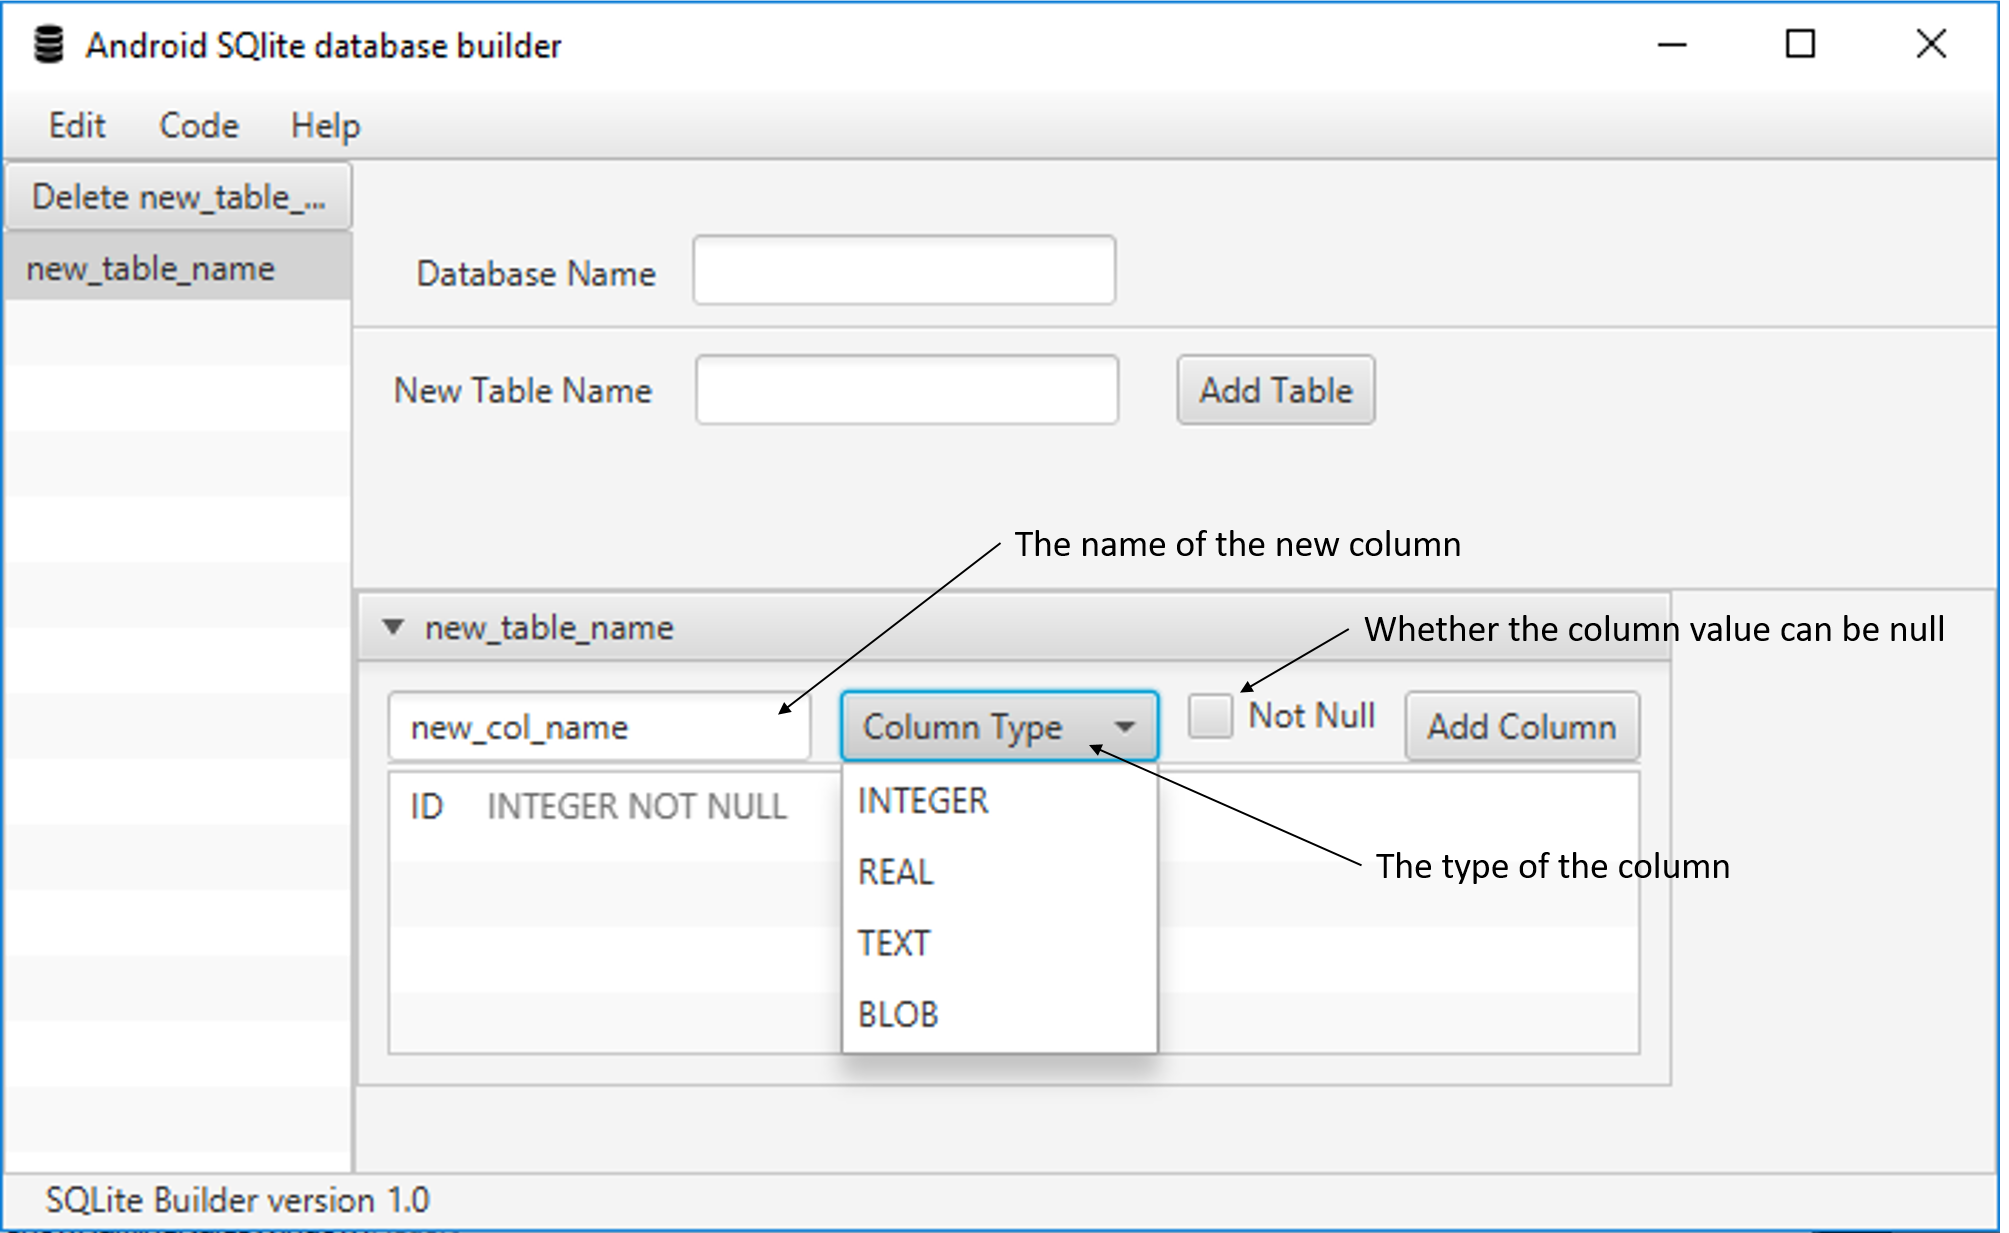 Android SQlite database builder
Edit Code Help
Delete new_table_...
new_table_name
Database Name
New Table Name Add Table
The name of the new column
new_table_name
Whether the column value can be null
new_col_name Column Type Not Null Add Column
ID INTEGER NOT NULL
INTEGER
REAL
The type of the column
TEXT
BLOB
SQLite Builder version 1.0